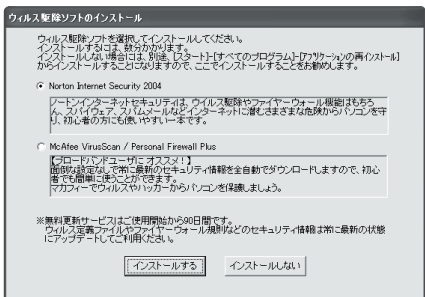 ウィルス駆除ソフトのインストール
ウィルス駆除ソフトを選択してインストールしてください。
インストールするには、数分かかります。
インストールしない場合には、別途、[スタート]-[すべてのプログラム]-[アプリケーションの再インストール]
からインストールすることになりますので、ここでインストールすることをお勧めします。
Norton Internet Security 2004
ノートンインターネットセキュリティは、ウイルス駆除やファイヤーウォール機能はもちろ
ん、スパイウェア、スパムメールなどインターネットに潜むさまざまな危険からパソコンを守
り、初心者の方にも使いやすい一本です。
McAfee VirusScan / Personal Firewall Plus
【ブロードバンドユーザにオススメ!】
面倒な設定なしで常に最新のセキュリティ情報を全自動でダウンロードしますので、初心
者でも簡単に使うことができます。
マカフィーでウィルスやハッカーからパソコンを保護しましょう。
※無料更新サービスはご使用開始から90日間です。
ウィルス定義ファイルやファイヤーウォール規則などのセキュリティ情報は常に最新の状態
にアップデートしてご利用ください。
インストールする
インストールしない